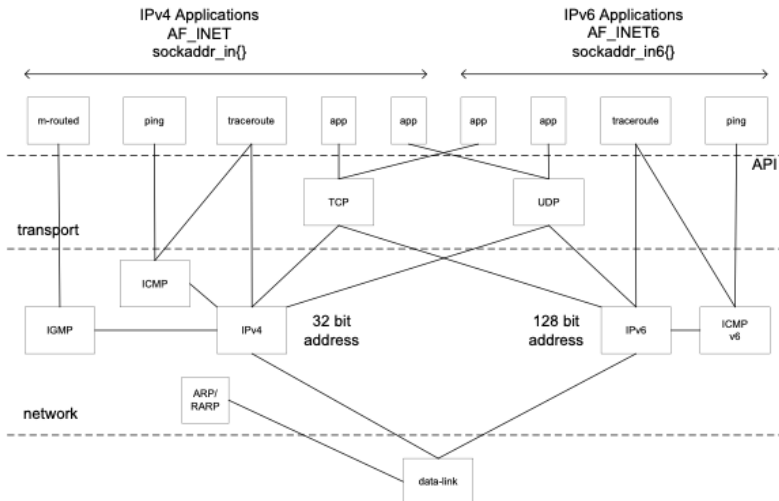 IPv4 Applications
AF_INET
sockaddr_in{}
IPv6 Applications
AF_INET6
sockaddr_in6{}
m-routed
ping
traceroute
app
app
app
app
traceroute
ping
API
TCP
UDP
transport
ICMP
IGMP
IPv4
32 bit
address
128 bit
address
IPv6
ICMP
v6
ARP/
RARP
network
data-link